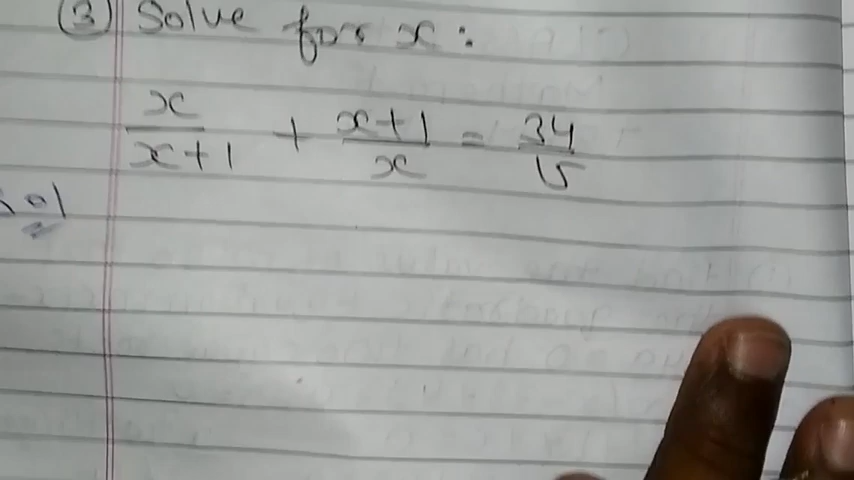 (3) Solve for x:
x/(x+1) + (x+1)/x = 34/15
Sol